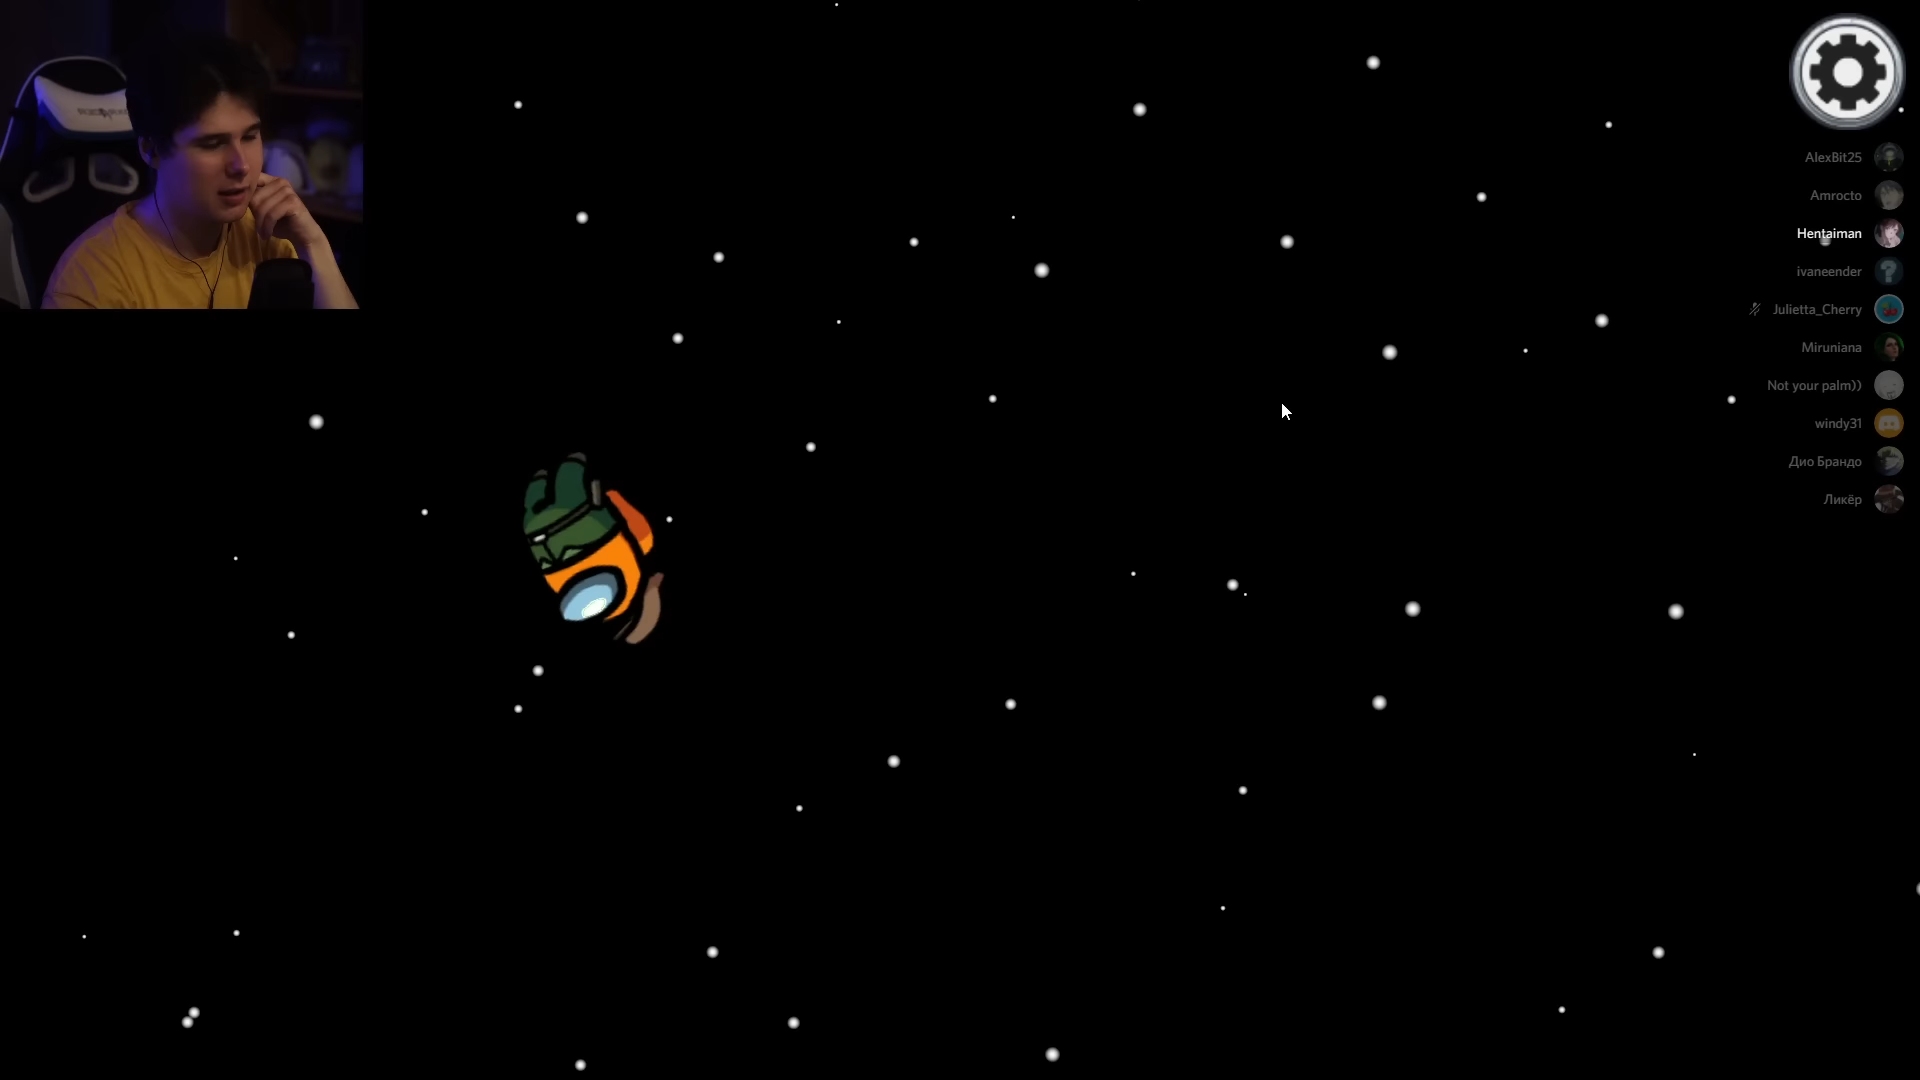 AlexBit25
Amrocto
Hentaiman
ivaneender
Julietta_Cherry
Miruniana
Not your palm))
windy31
Дио Брандо
Ликёр